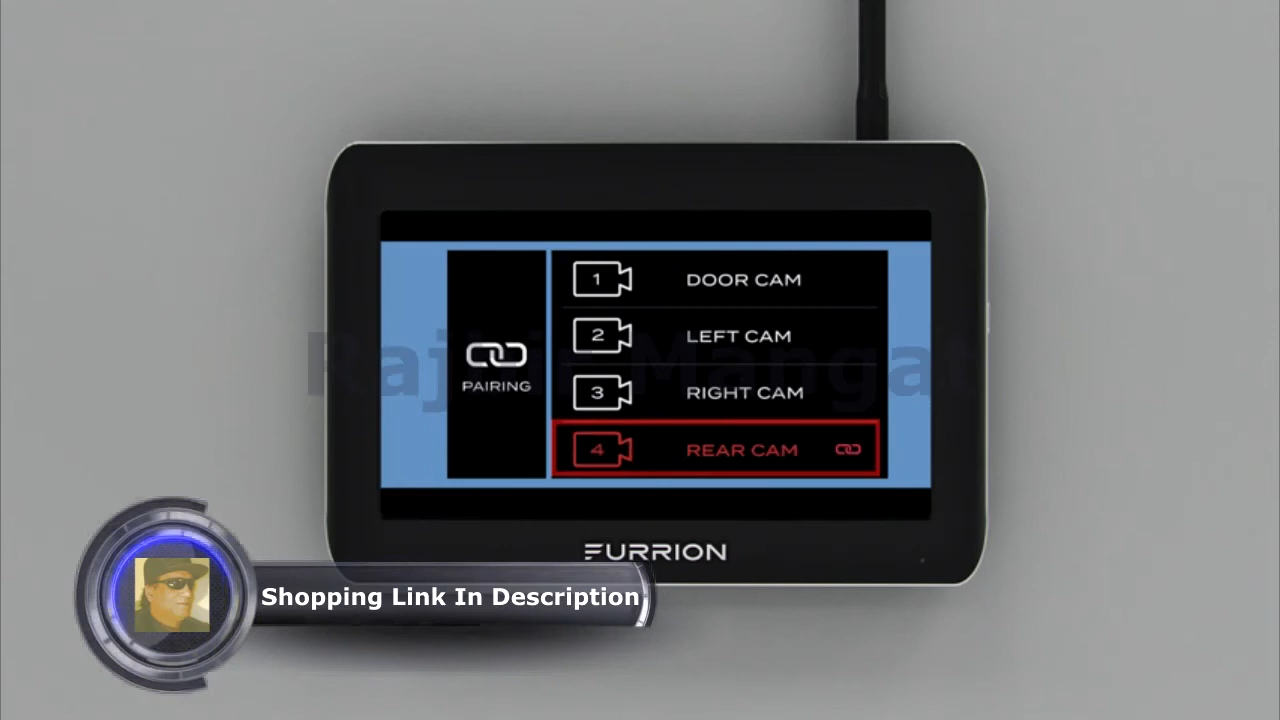 1 DOOR CAM
2 LEFT CAM
3 RIGHT CAM
4 REAR CAM
PAIRING
FURRION
Shopping Link In Description